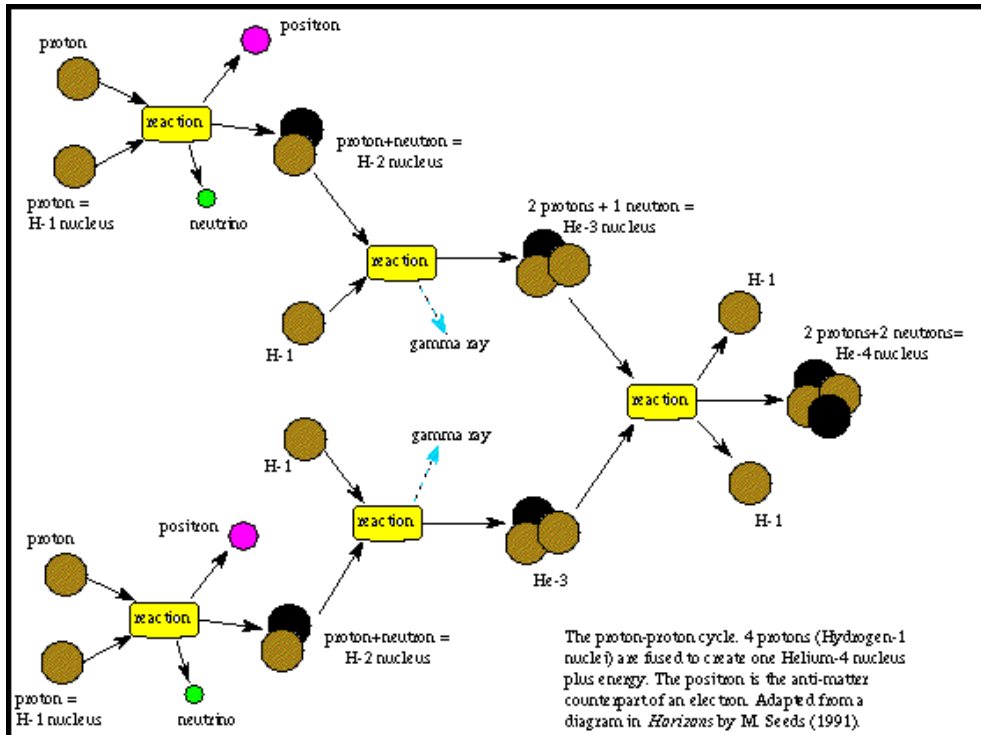 positron
proton
reaction
proton+neutron =
H-2 nucleus
proton =
H-1 nucleus
neutrino
2 protons + 1 neutron =
He-3 nucleus
reaction
H-1
gamma ray
H-1
2 protons+2 neutrons=
He-4 nucleus
reaction
H-1
gamma ray
H-1
reaction
positron
proton
He-3
reaction
proton+neutron =
H-2 nucleus
proton =
H-1 nucleus
neutrino
The proton-proton cycle. 4 protons (Hydrogen-1
nuclei) are fused to create one Helium-4 nucleus
plus energy. The positron is the anti-matter
counterpart of an electron. Adapted from a
diagram in Horizons by M. Seeds (1991).